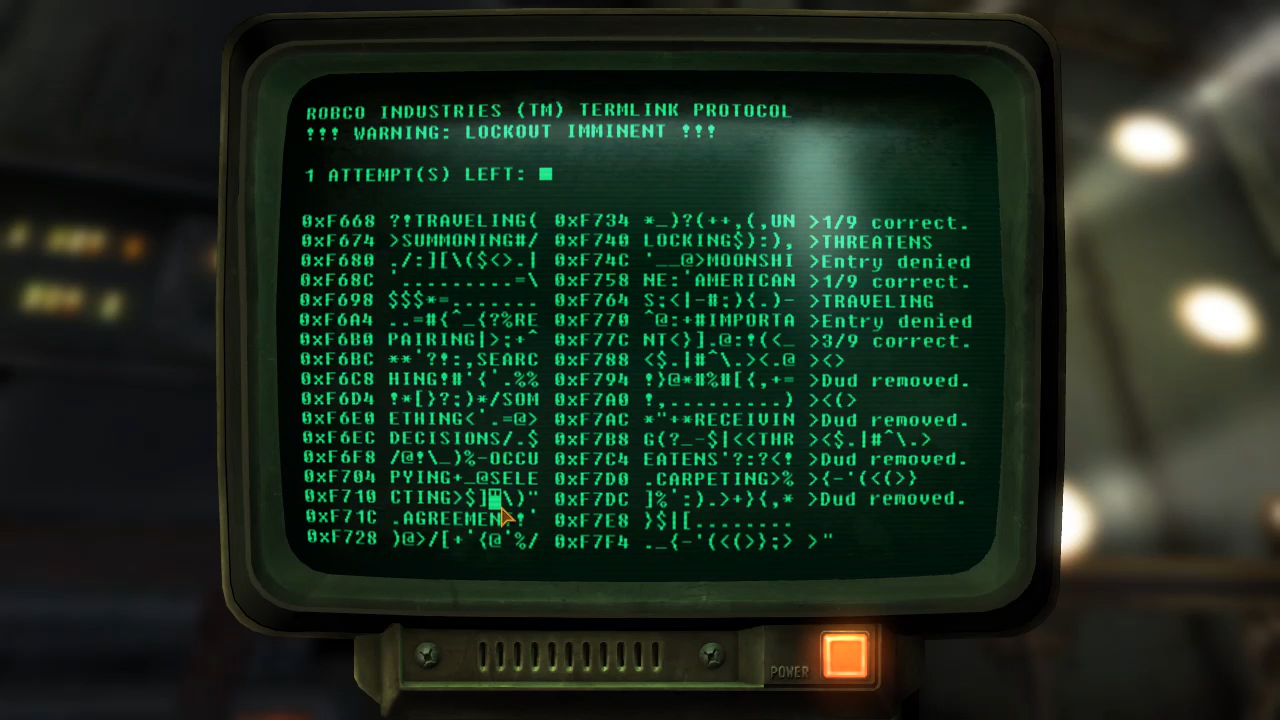 ROBCO INDUSTRIES (TM) TERMLINK PROTOCOL
!!! WARNING: LOCKOUT IMMINENT !!!
1 ATTEMPT(S) LEFT:
0xF668 ?!TRAVELING( 0xF734 *_)?(++,(,UN >1/9 correct.
0xF674 >SUMMONING#/ 0xF740 LOCKING$):), >THREATENS
0xF680 ./:][\($<>.| 0xF74C '__@>MOONSHI >Entry denied
0xF68C ;.........=\ 0xF758 NE:'AMERICAN >1/9 correct.
0xF698 $$$*=....... 0xF764 S;<|-#;){.)- >TRAVELING
0xF6A4 ..=#{^_{?%RE 0xF770 ^@:+#IMPORTA >Entry denied
0xF6B0 PAIRING|>;+^ 0xF77C NT<}].@:!(<_ >3/9 correct.
0xF6BC **'?!:,SEARC 0xF788 <$.|#^\.><.@ ><>
0xF6C8 HING!#'{'.%% 0xF794 !}@*#%#[{,+= >Dud removed.
0xF6D4 !*[}?;)*/SOM 0xF7A0 !,.........) ><(>
0xF6E0 ETHING<'.=@> 0xF7AC *"+*RECEIVIN >Dud removed.
0xF6EC DECISIONS/.$ 0xF7B8 G(?_-$|<<THR ><$.|#^\.>
0xF6F8 /@!\_)%-OCCU 0xF7C4 EATENS'?:?<! >Dud removed.
0xF704 PYING+_@SELE 0xF7D0 .CARPETING>% >{-'(<(>}
0xF710 CTING>$]"\)" 0xF7DC ]%':).>+}{,* >Dud removed.
0xF71C .AGREEMEN !' 0xF7E8 }$|[........
0xF728 )@>/[+'{@'%/ 0xF7F4 ._{-'(<(>};> >"
POWER